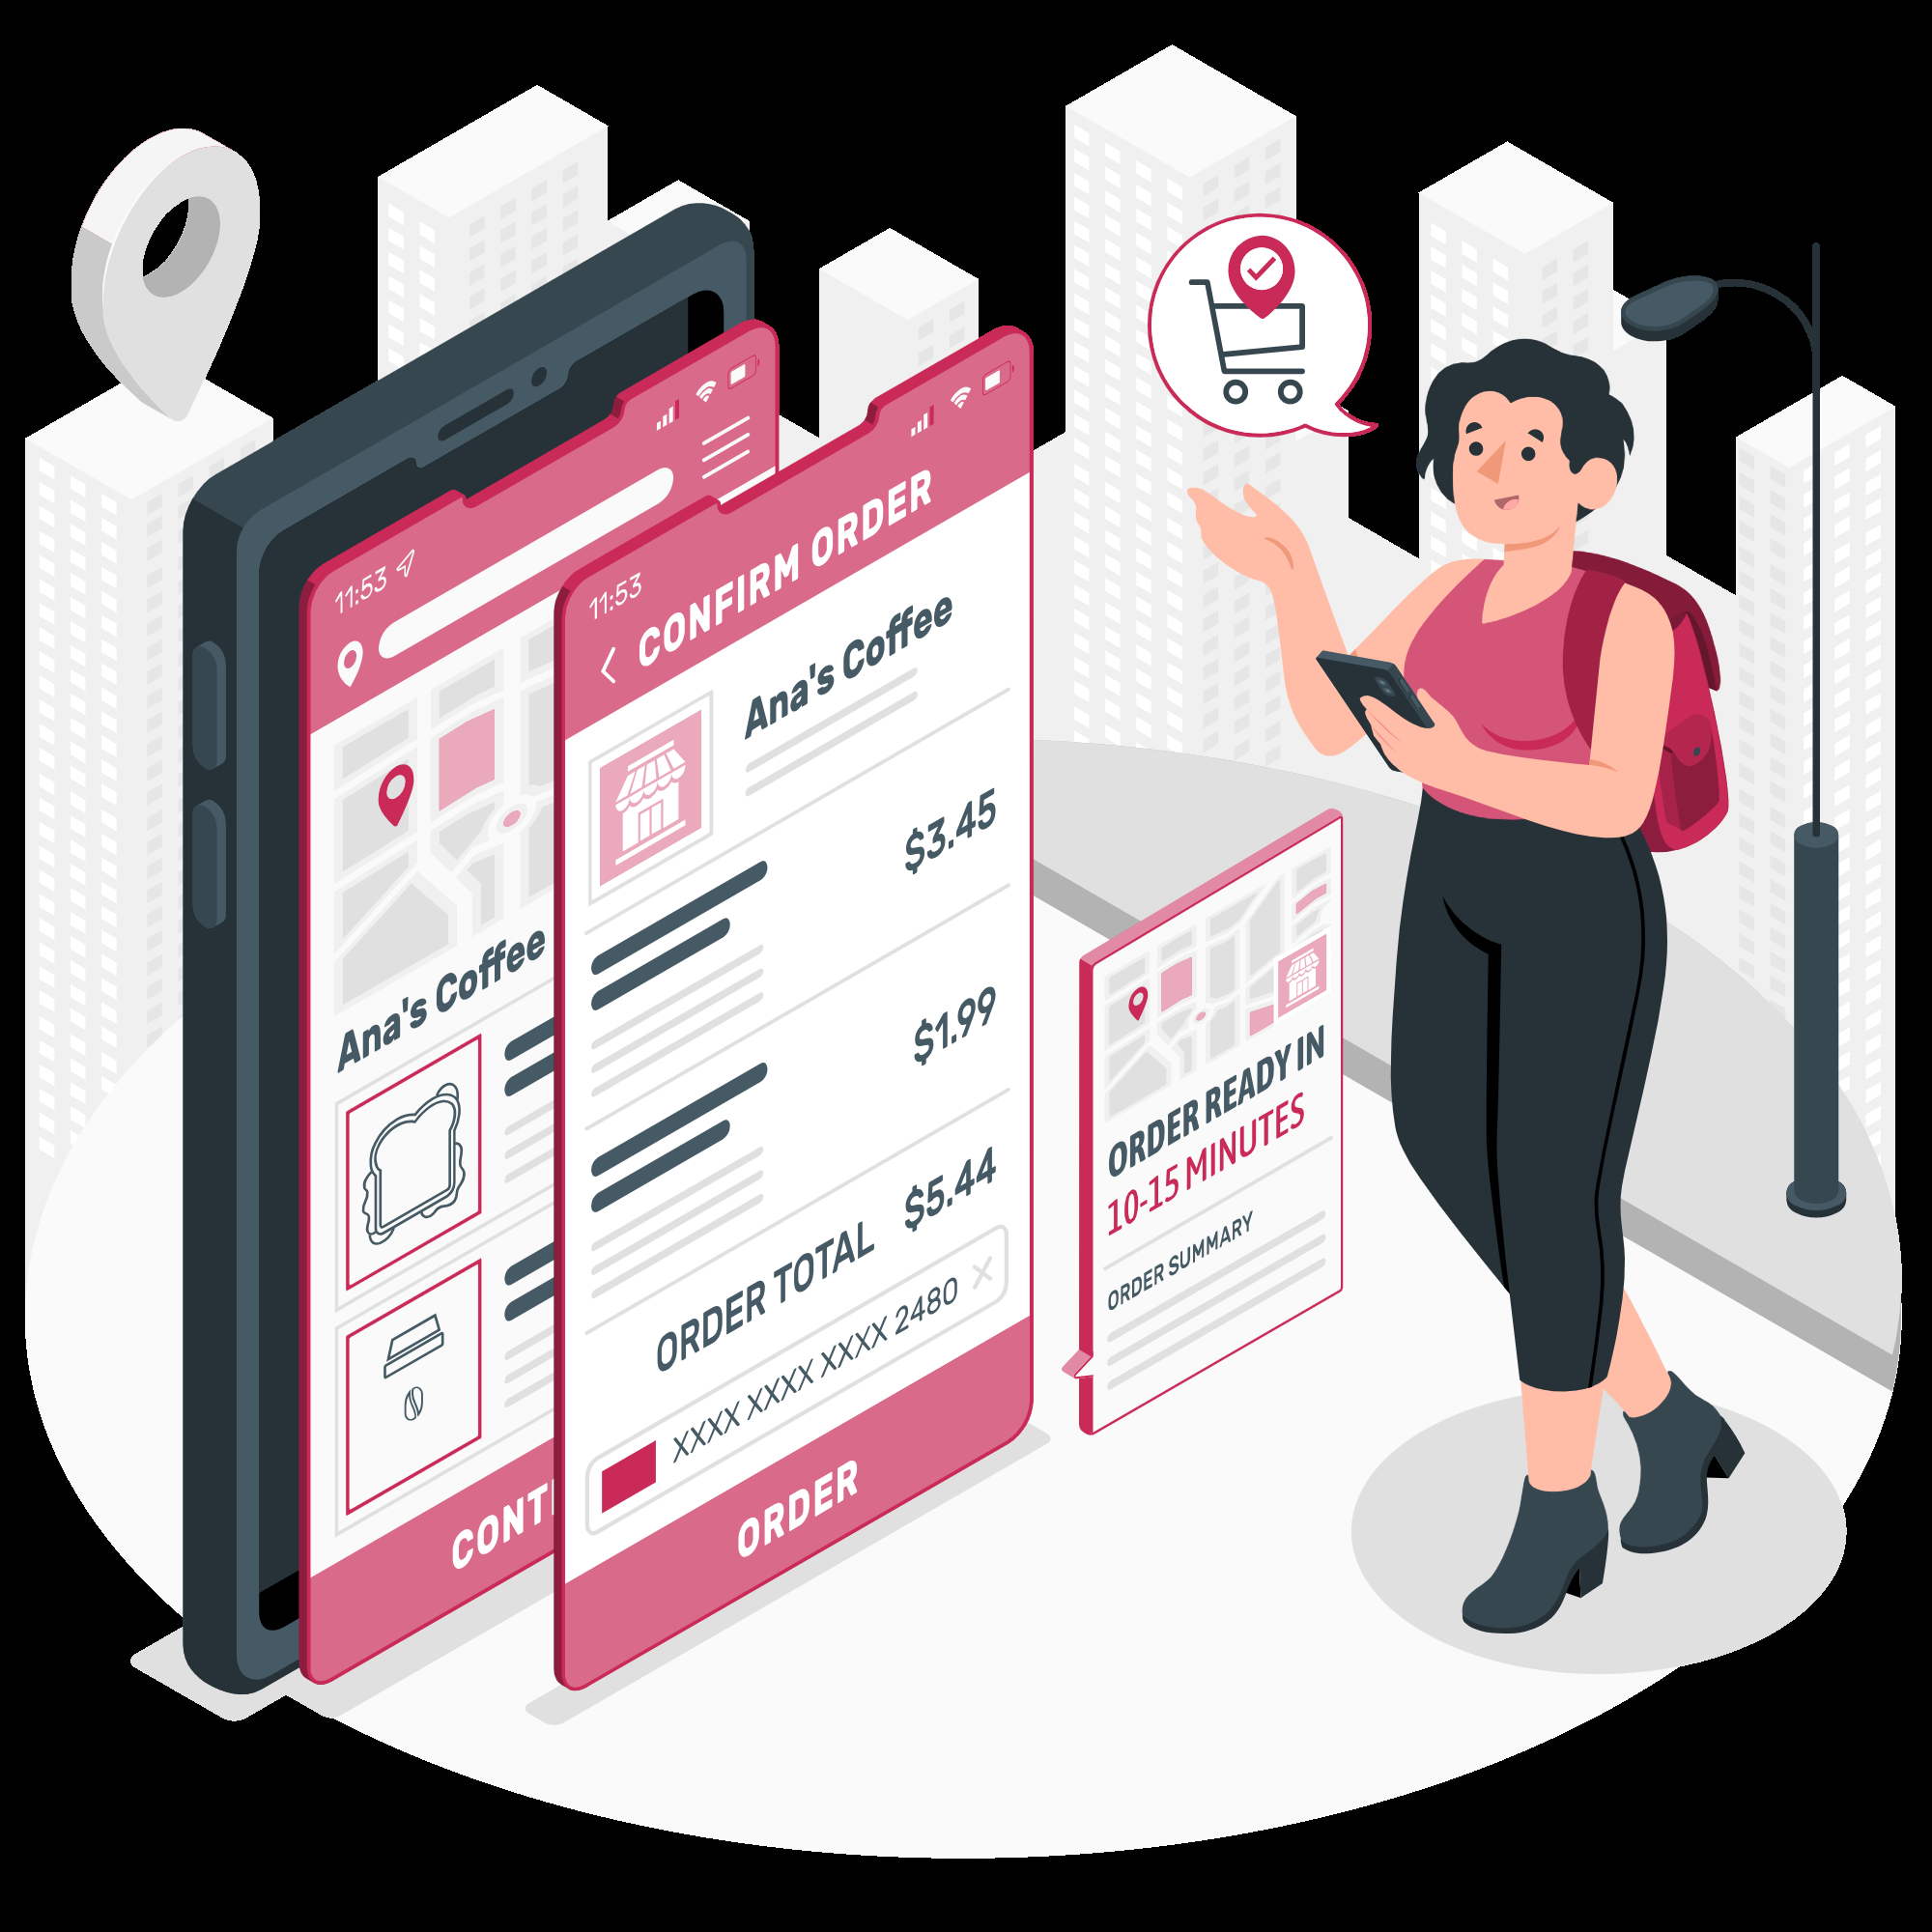 11:53
Ana's Coffee
CONTI
11:53
CONFIRM ORDER
Ana's Coffee
$3.45
$1.99
ORDER TOTAL $5.44
XXXX XXXX XXXX 2480
ORDER
ORDER READY IN
10-15 MINUTES
ORDER SUMMARY